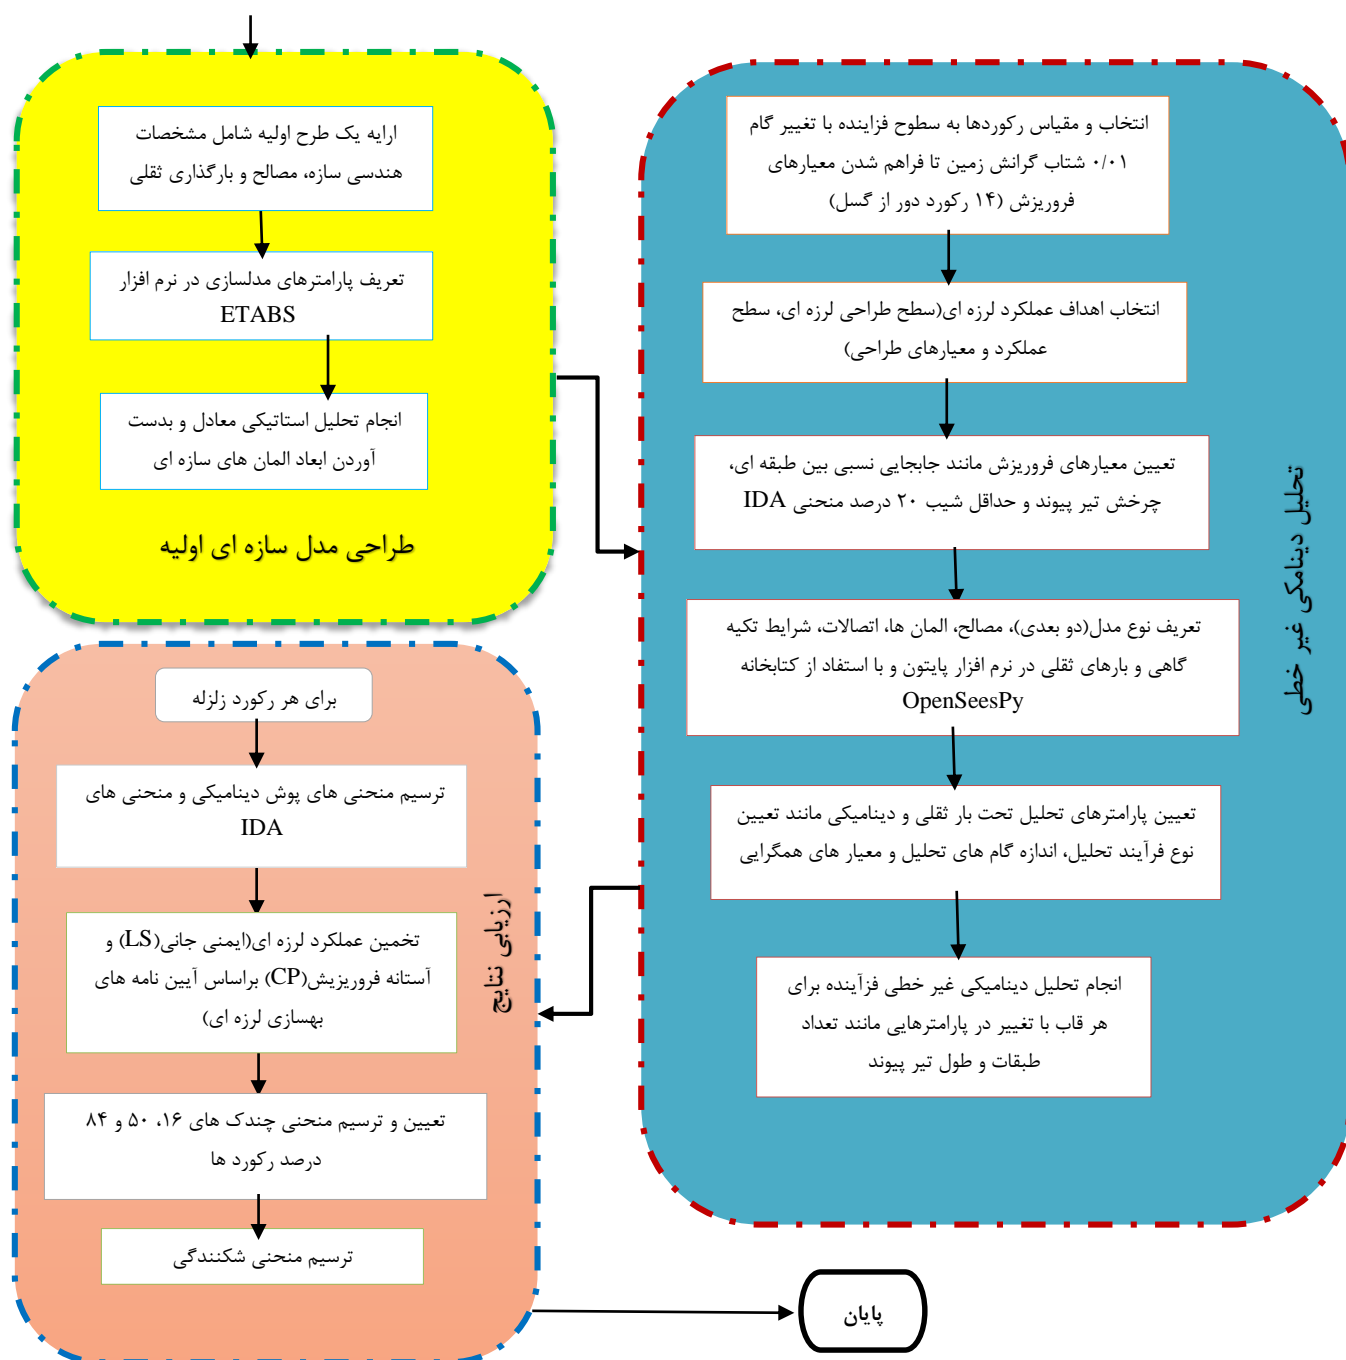 ارایه یک طرح اولیه شامل مشخصات
هندسی سازه، مصالح و بارگذاری ثقلی
تعریف پارامترهای مدلسازی در نرم افزار
ETABS
انجام تحلیل استاتیکی معادل و بدست
آوردن ابعاد المان های سازه ای
طراحی مدل سازه ای اولیه
انتخاب و مقیاس رکوردها به سطوح فزاینده با تغییر گام
۰/۰۱ شتاب گرانش زمین تا فراهم شدن معیارهای
فروریزش (۱۴ رکورد دور از گسل)
انتخاب اهداف عملکرد لرزه ای(سطح طراحی لرزه ای، سطح
عملکرد و معیارهای طراحی)
تعیین معیارهای فروریزش مانند جابجایی نسبی بین طبقه ای،
چرخش تیر پیوند و حداقل شیب ۲۰ درصد منحنی IDA
تعریف نوع مدل(دو بعدی)، مصالح، المان ها، اتصالات، شرایط تکیه
گاهی و بارهای ثقلی در نرم افزار پایتون و با استفاد از کتابخانه
OpenSeesPy
تعیین پارامترهای تحلیل تحت بار ثقلی و دینامیکی مانند تعیین
نوع فرآیند تحلیل، اندازه گام های تحلیل و معیار های همگرایی
انجام تحلیل دینامیکی غیر خطی فزآینده برای
هر قاب با تغییر در پارامترهایی مانند تعداد
طبقات و طول تیر پیوند
تحلیل دینامکی غیر خطی
برای هر رکورد زلزله
ترسیم منحنی های پوش دینامیکی و منحنی های
IDA
تخمین عملکرد لرزه ای(ایمنی جانی(LS) و
آستانه فروریزیش(CP) براساس آیین نامه های
بهسازی لرزه ای)
تعیین و ترسیم منحنی چندک های ۱۶، ۵۰ و ۸۴
درصد رکورد ها
ترسیم منحنی شکنندگی
ارزیابی نتایج
پایان